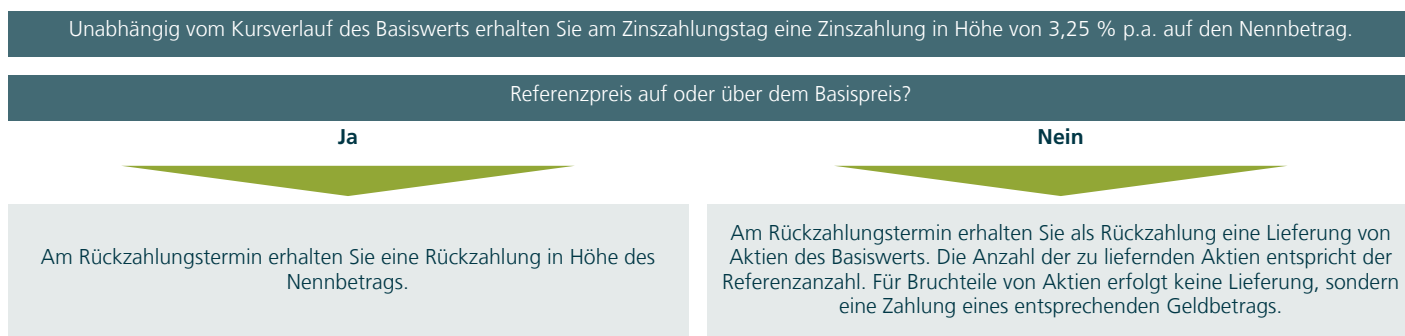 Unabhängig vom Kursverlauf des Basiswerts erhalten Sie am Zinszahlungstag eine Zinszahlung in Höhe von 3,25 % p.a. auf den Nennbetrag.
Referenzpreis auf oder über dem Basispreis?
Ja
Nein
Am Rückzahlungstermin erhalten Sie eine Rückzahlung in Höhe des
Nennbetrags.
Am Rückzahlungstermin erhalten Sie als Rückzahlung eine Lieferung von
Aktien des Basiswerts. Die Anzahl der zu liefernden Aktien entspricht der
Referenzanzahl. Für Bruchteile von Aktien erfolgt keine Lieferung, sondern
eine Zahlung eines entsprechenden Geldbetrags.